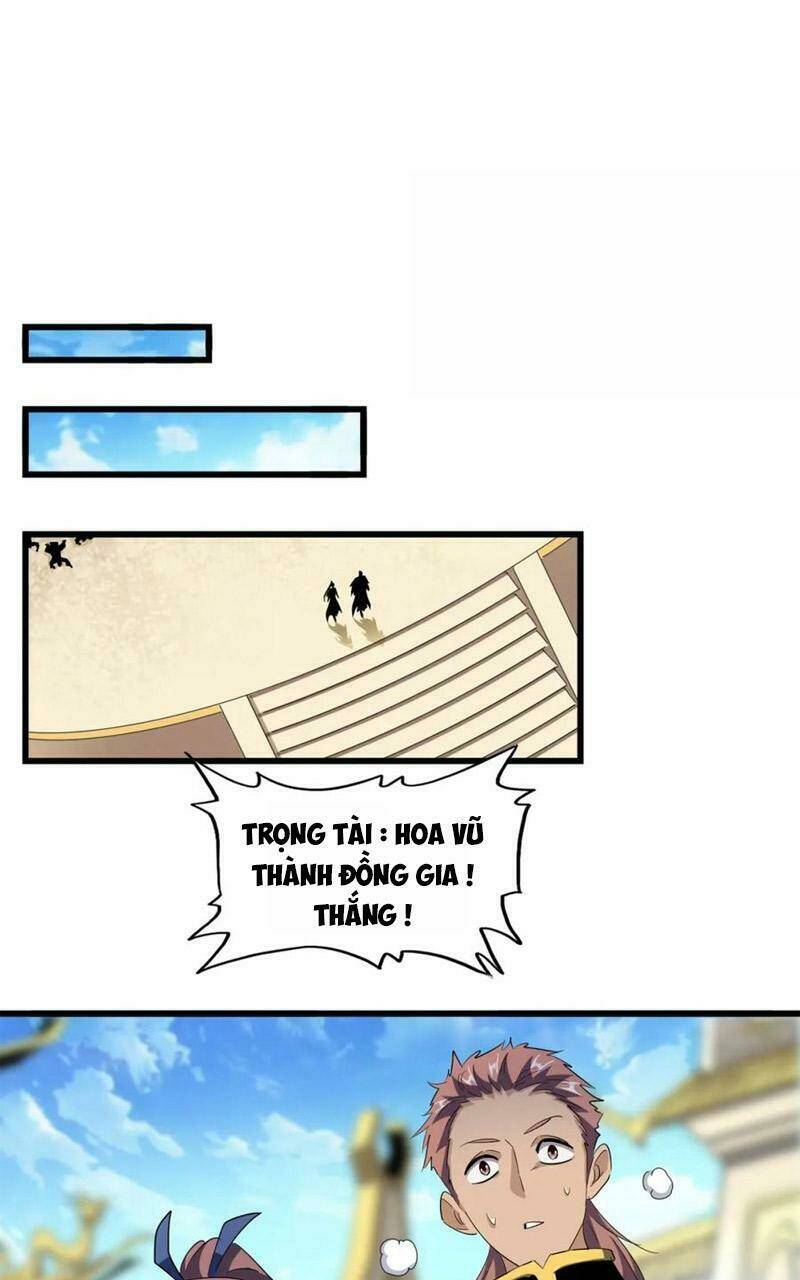 TRỌNG TÀI : HOA VŨ
THÀNH ĐỒNG GIA !
THẮNG !